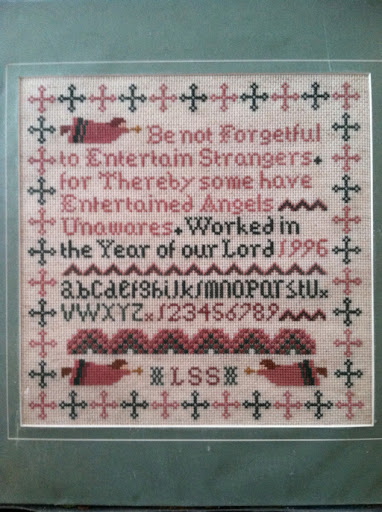 Be not Forgetful
to Entertain Strangers
for Thereby some have
Entertained Angels
Unawares Worked in
the Year of our Lord 1996
abcdefghijklmnopqrstu
VWXYZ 123456789
LSS